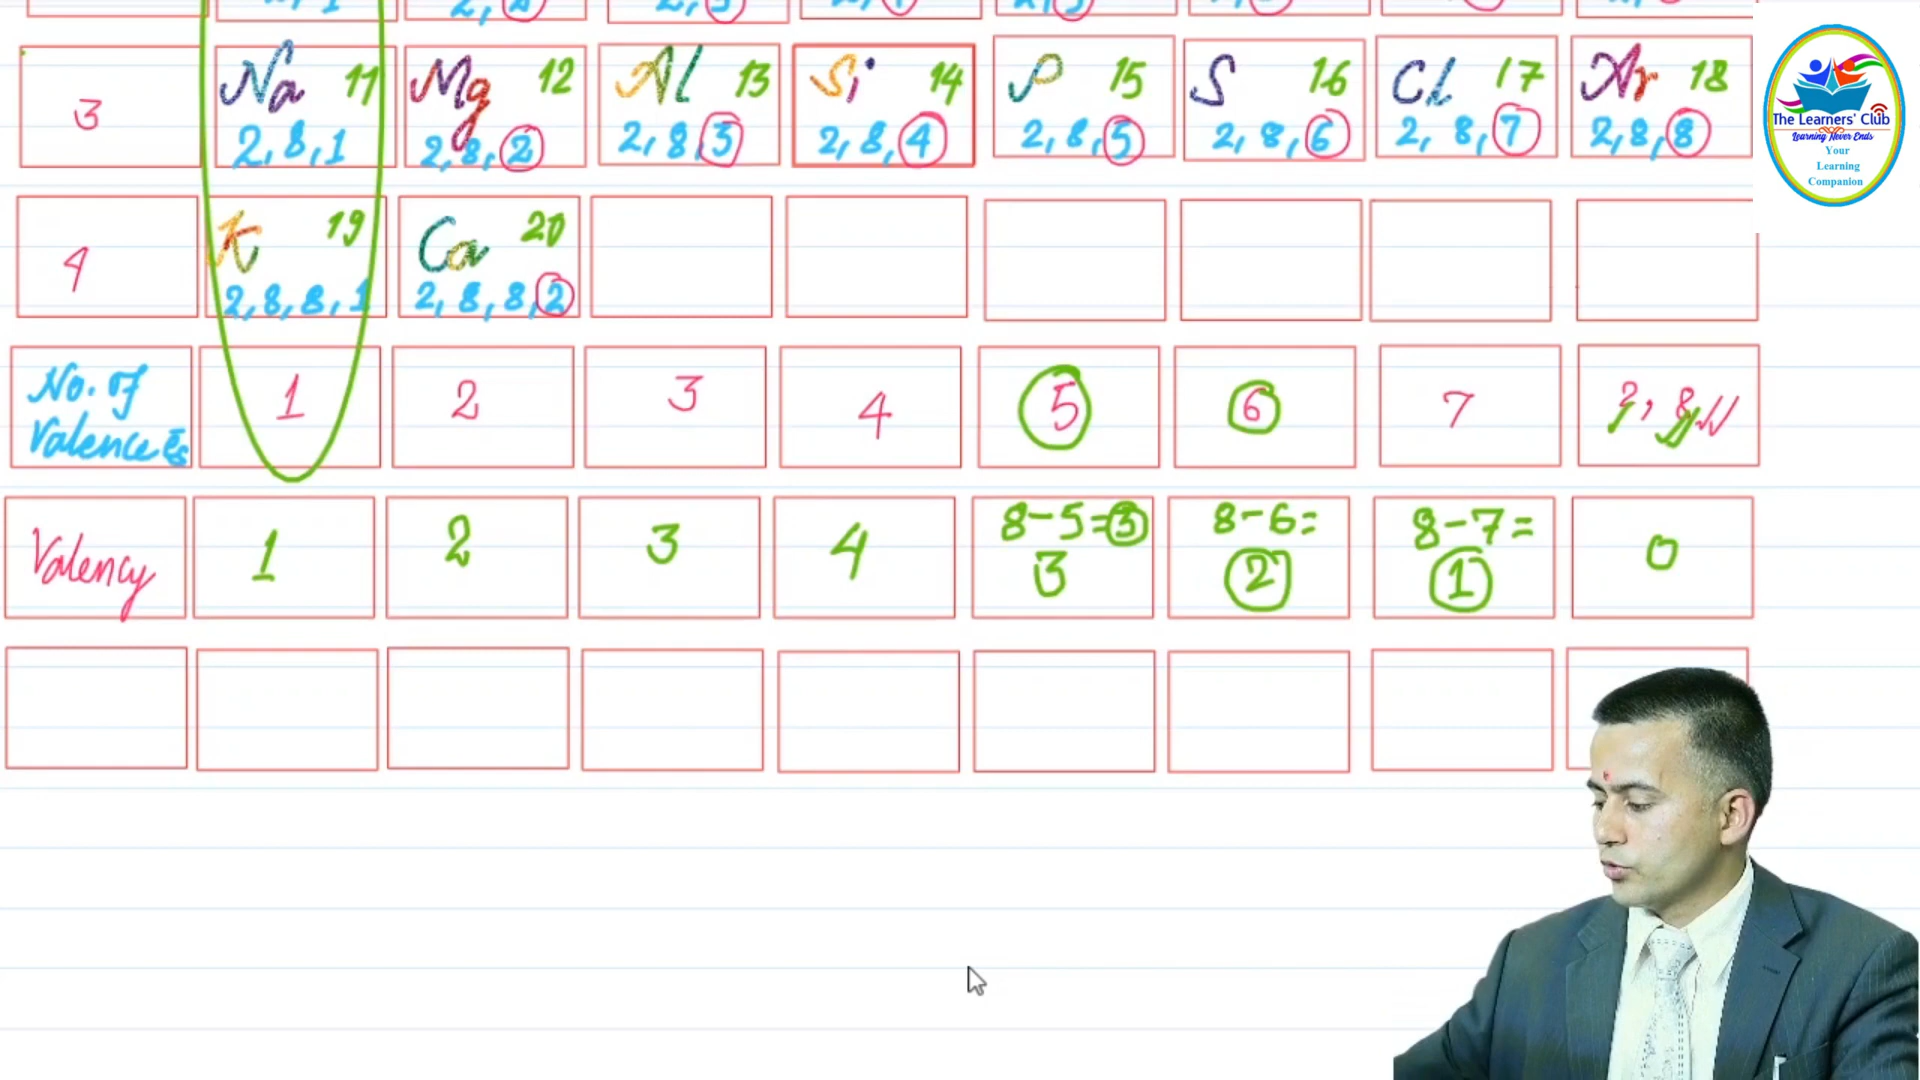 3 Na 11 Mg 12 Al 13 Si 14 P 15 S 16 Cl 17 Ar 18
2,8,1 2,8,2 2,8,3 2,8,4 2,8,5 2,8,6 2,8,7 2,8,8
4 K 19 Ca 20
2,8,8,1 2,8,8,2
No. of
Valence ēs 1 2 3 4 5 6 7
Valency 1 2 3 4 8-5=3 8-6= 8-7= 0
3 2 1
The Learners' Club
Learning Never Ends
Your
Learning
Companion